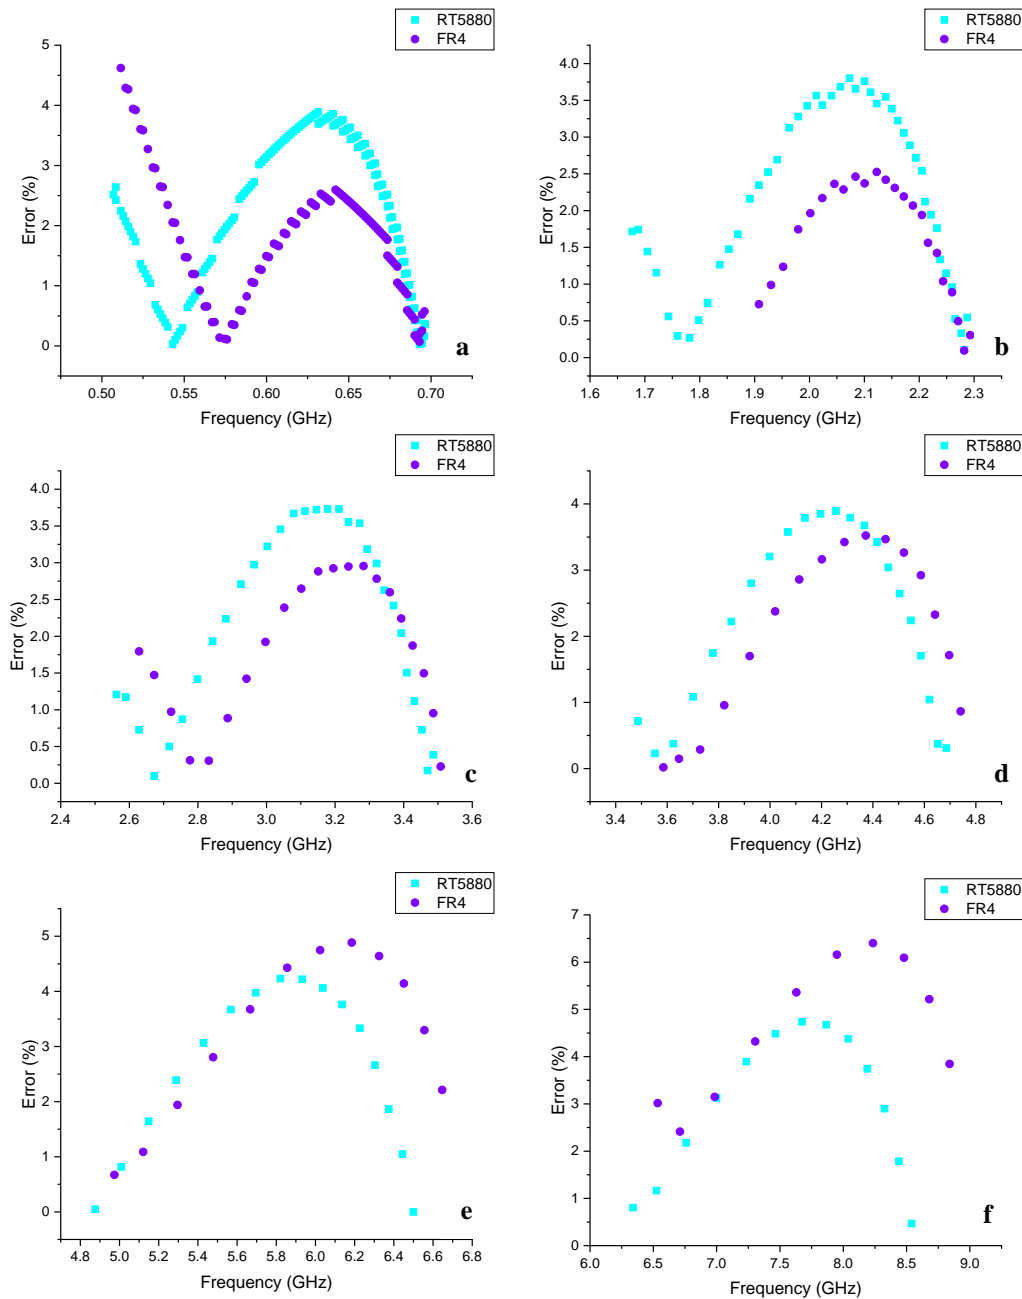 RT5880
FR4
5
4
3
2
1
0
Error (%)
0.50 0.55 0.60 0.65 0.70
Frequency (GHz)
a
RT5880
FR4
4.0
3.5
3.0
2.5
2.0
1.5
1.0
0.5
0.0
Error (%)
1.6 1.7 1.8 1.9 2.0 2.1 2.2 2.3
Frequency (GHz)
b
RT5880
FR4
4.0
3.5
3.0
2.5
2.0
1.5
1.0
0.5
0.0
Error (%)
2.4 2.6 2.8 3.0 3.2 3.4 3.6
Frequency (GHz)
c
RT5880
FR4
4
3
2
1
0
Error (%)
3.4 3.6 3.8 4.0 4.2 4.4 4.6 4.8
Frequency (GHz)
d
RT5880
FR4
5
4
3
2
1
0
Error (%)
4.8 5.0 5.2 5.4 5.6 5.8 6.0 6.2 6.4 6.6 6.8
Frequency (GHz)
e
RT5880
FR4
7
6
5
4
3
2
1
0
Error (%)
6.0 6.5 7.0 7.5 8.0 8.5 9.0
Frequency (GHz)
f